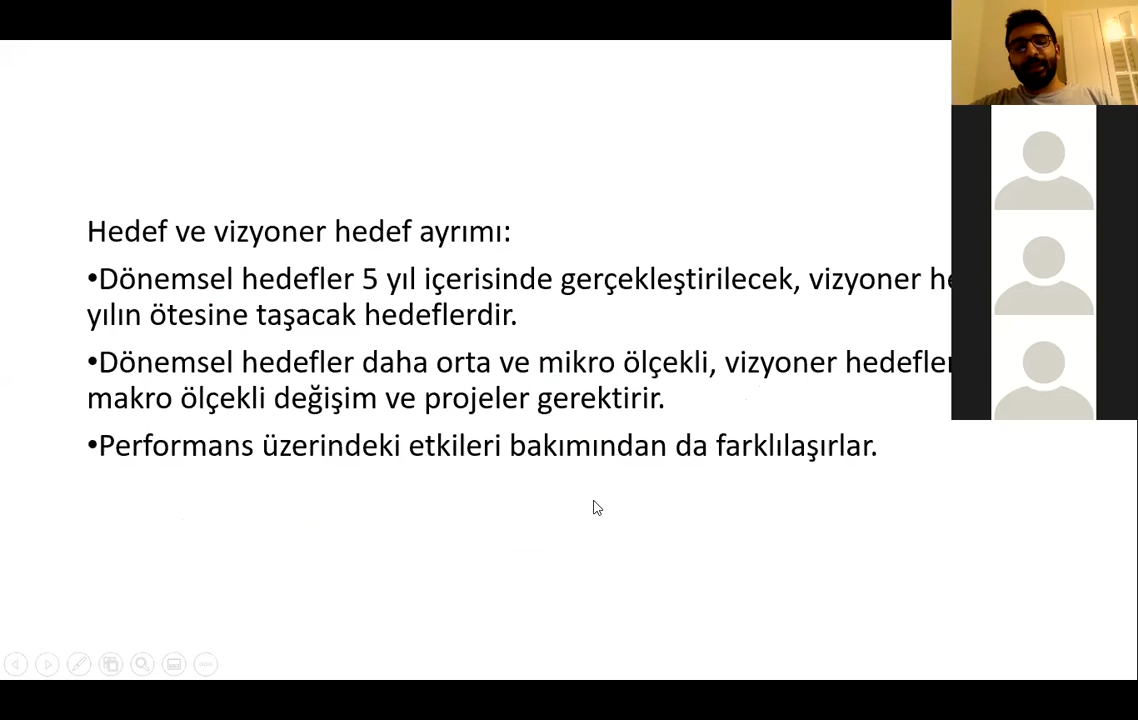 Hedef ve vizyoner hedef ayrımı:
•Dönemsel hedefler 5 yıl içerisinde gerçekleştirilecek, vizyoner
yılın ötesine taşacak hedeflerdir.
•Dönemsel hedefler daha orta ve mikro ölçekli, vizyoner hedefler
makro ölçekli değişim ve projeler gerektirir.
•Performans üzerindeki etkileri bakımından da farklılaşırlar.